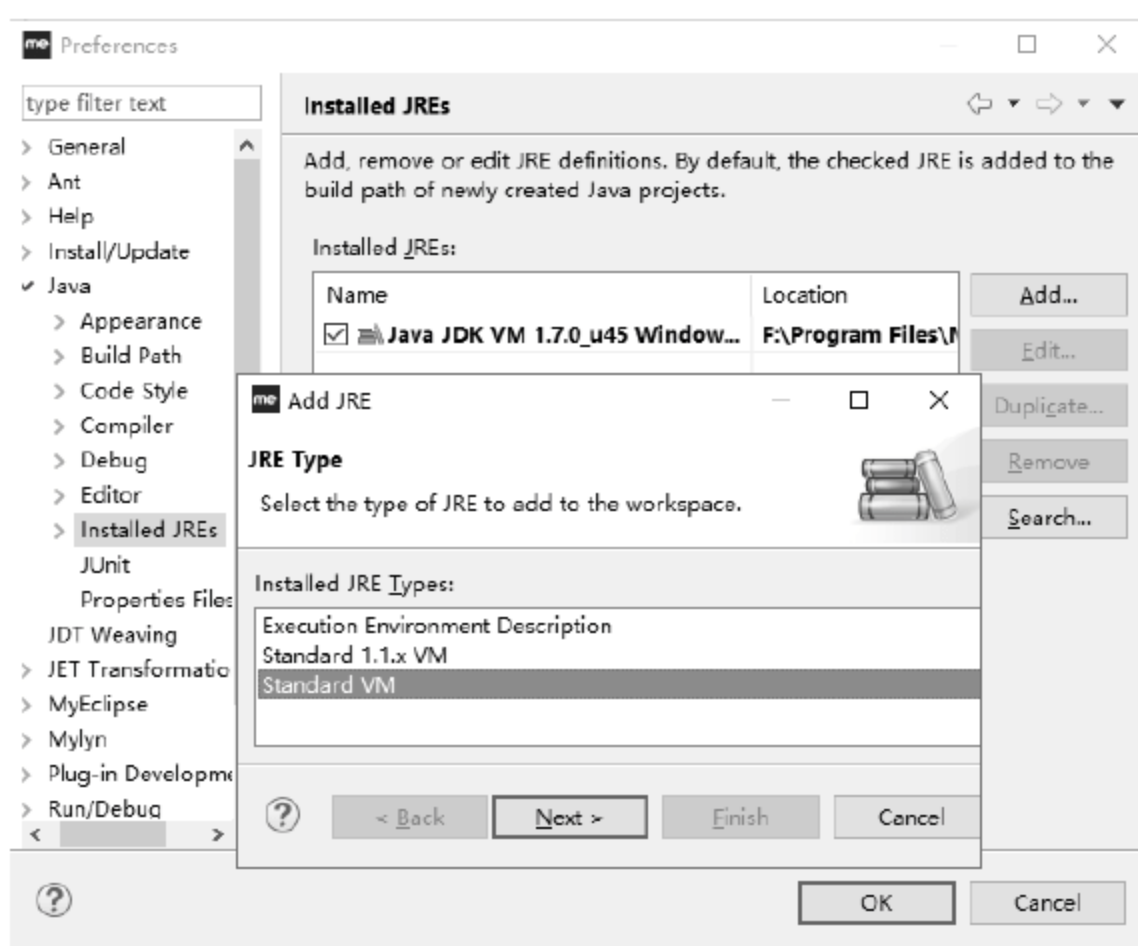 me Preferences
type filter text
General
Ant
Help
Install/Update
Java
Appearance
Build Path
Code Style
Compiler
Debug
Editor
Installed JREs
JUnit
Properties Files
JDT Weaving
JET Transformatio
MyEclipse
Mylyn
Plug-in Developme
Run/Debug
Installed JREs
Add, remove or edit JRE definitions. By default, the checked JRE is added to the
build path of newly created Java projects.
Installed JREs:
Name Location
Java JDK VM 1.7.0_u45 Window... F:\Program Files\M
Add...
Edit...
Duplicate...
Remove
Search...
me Add JRE
JRE Type
Select the type of JRE to add to the workspace.
Installed JRE Types:
Execution Environment Description
Standard 1.1.x VM
Standard VM
? < Back Next > Finish Cancel
? OK Cancel